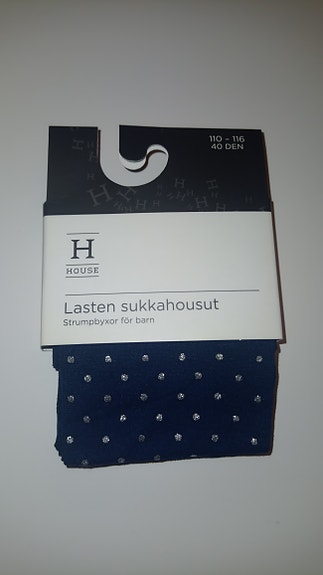 110 - 116
40 DEN
H
HOUSE
Lasten sukkahousut
Strumpbyxor för barn